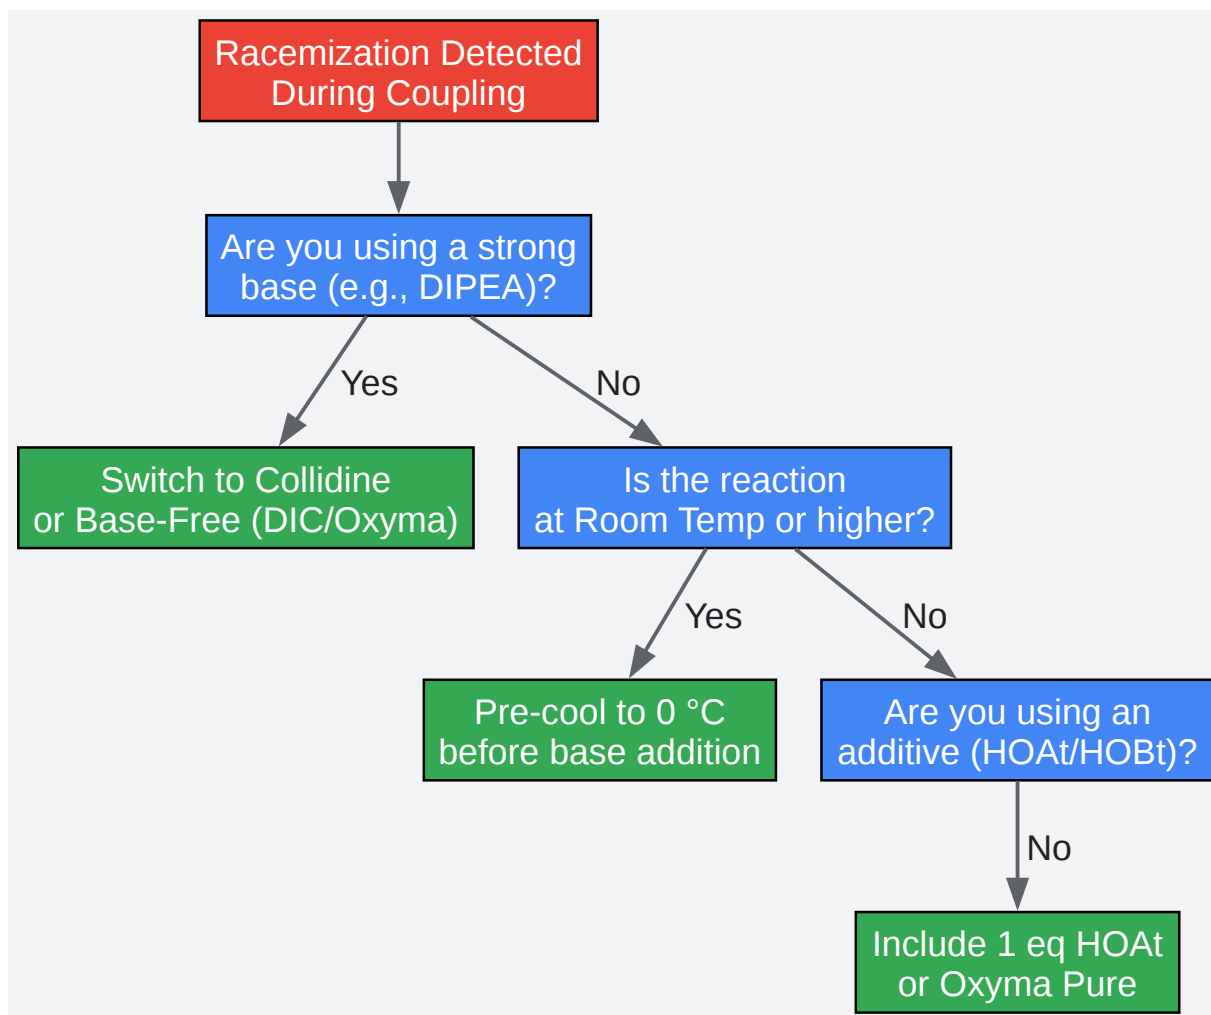 Racemization Detected
During Coupling
Are you using a strong
base (e.g., DIPEA)?
Yes
No
Switch to Collidine
or Base-Free (DIC/Oxyma)
Is the reaction
at Room Temp or higher?
Yes
No
Pre-cool to 0 °C
before base addition
Are you using an
additive (HOAt/HOBt)?
No
Include 1 eq HOAt
or Oxyma Pure